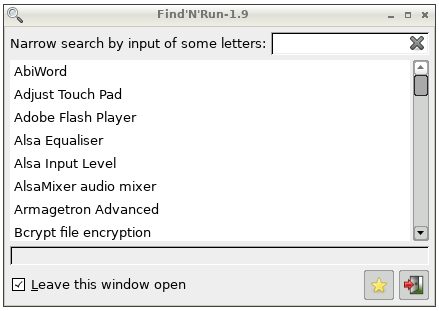 Find'N'Run-1.9
Narrow search by input of some letters:
AbiWord
Adjust Touch Pad
Adobe Flash Player
Alsa Equaliser
Alsa Input Level
AlsaMixer audio mixer
Armagetron Advanced
Bcrypt file encryption
Leave this window open